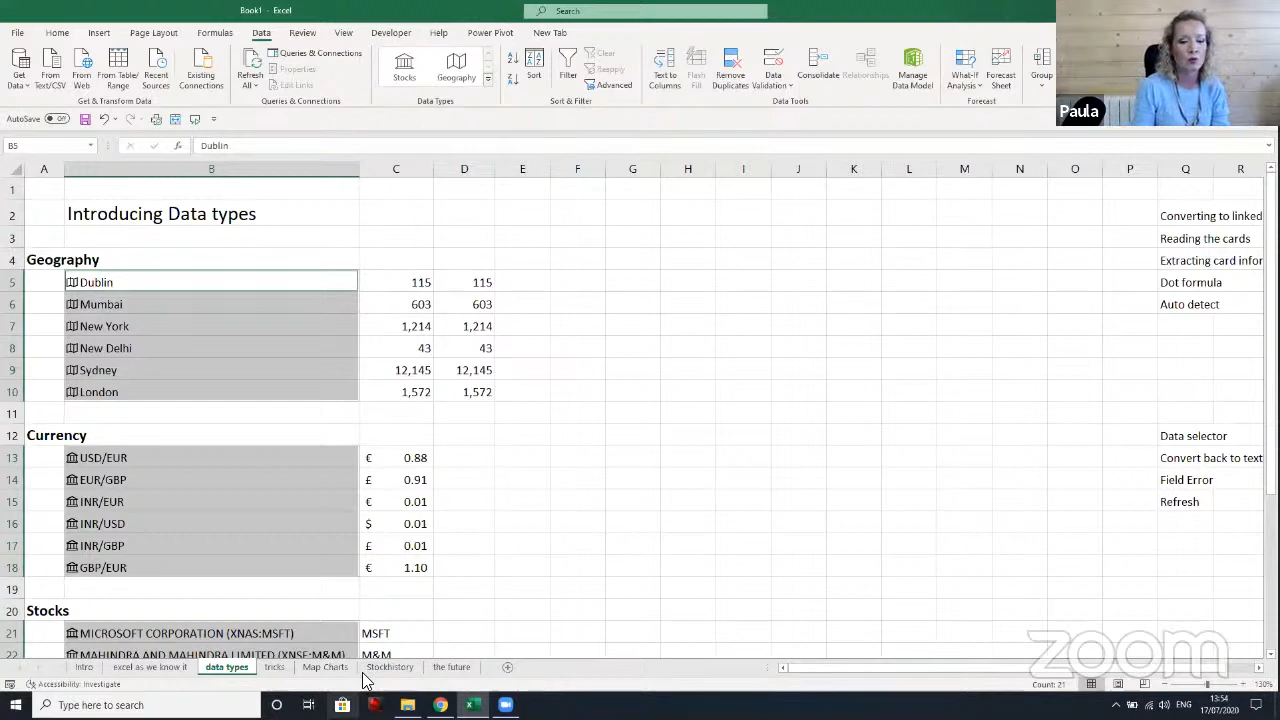 Book1 - Excel
Search
File Home Insert Page Layout Formulas Data Review View Developer Help Power Pivot New Tab
Get Data
From Text/CSV
From Web
From Table/ Range
Recent Sources
Existing Connections
Get & Transform Data
Refresh All
Queries & Connections
Properties
Edit Links
Queries & Connections
Stocks
Geography
Data Types
Sort
Filter
Clear
Reapply
Advanced
Sort & Filter
Text to Columns
Flash Fill
Remove Duplicates
Data Validation
Consolidate
Relationships
Manage Data Model
Data Tools
What-If Analysis
Forecast Sheet
Forecast
Group
Paula
AutoSave Off
B5 Dublin
A B C D E F G H I J K L M N O P Q R
1
2 Introducing Data types Converting to linked
3 Reading the cards
4 Geography Extracting card infor
5 Dublin 115 115 Dot formula
6 Mumbai 603 603 Auto detect
7 New York 1,214 1,214
8 New Delhi 43 43
9 Sydney 12,145 12,145
10 London 1,572 1,572
11
12 Currency Data selector
13 USD/EUR € 0.88 Convert back to text
14 EUR/GBP £ 0.91 Field Error
15 INR/EUR € 0.01 Refresh
16 INR/USD $ 0.01
17 INR/GBP £ 0.01
18 GBP/EUR € 1.10
19
20 Stocks
21 MICROSOFT CORPORATION (XNAS:MSFT) MSFT
22 MAHINDRA AND MAHINDRA LIMITED (XNSE:M&M) M&M
zoom
Intro excel as we know it data types tricks Map Charts Stockhistory the future
Accessibility: Investigate Count: 21 130%
Type here to search
13:54
17/07/2020